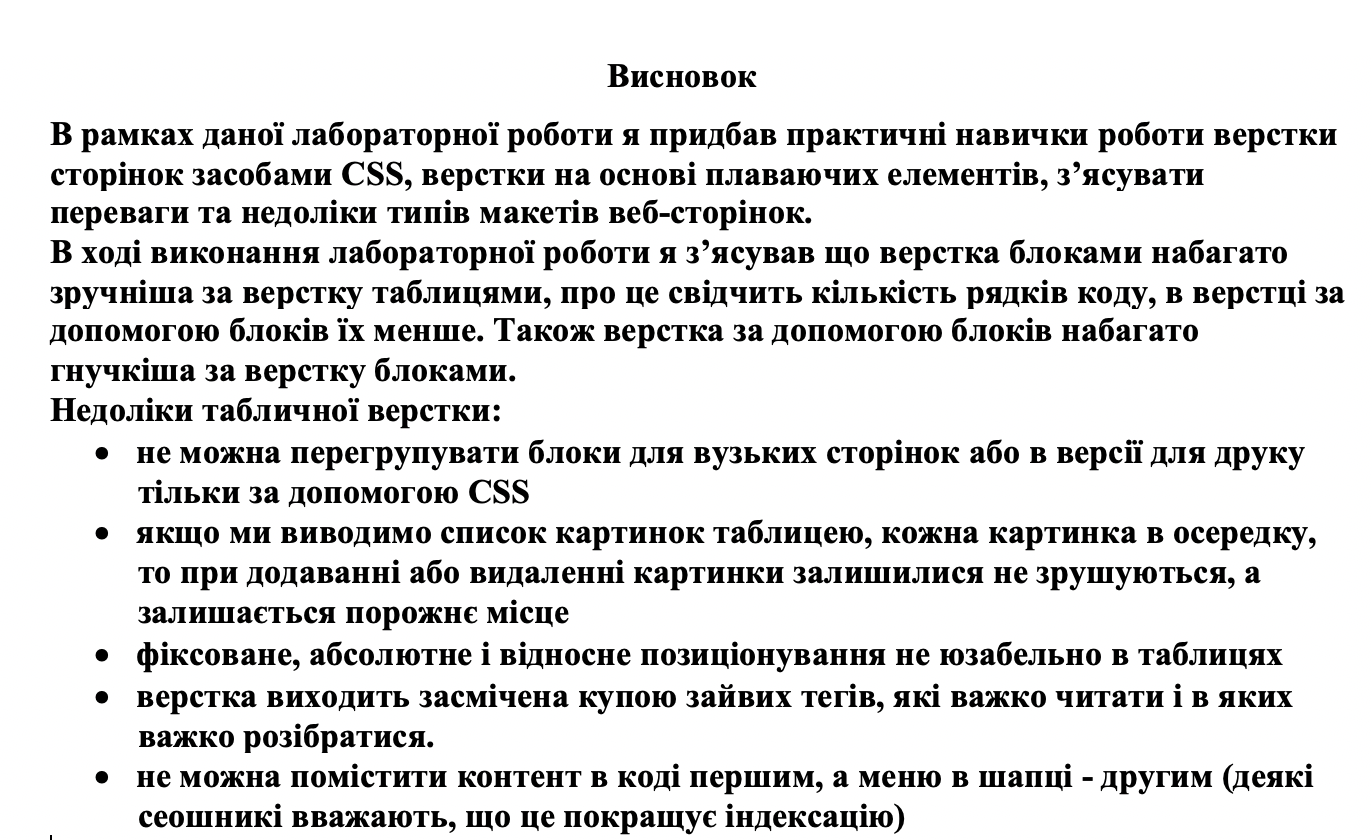 Висновок
В рамках даної лабораторної роботи я придбав практичні навички роботи верстки
сторінок засобами CSS, верстки на основі плаваючих елементів, з’ясувати
переваги та недоліки типів макетів веб-сторінок.
В ході виконання лабораторної роботи я з’ясував що верстка блоками набагато
зручніша за верстку таблицями, про це свідчить кількість рядків коду, в верстці за
допомогою блоків їх менше. Також верстка за допомогою блоків набагато
гнучкіша за верстку блоками.
Недоліки табличної верстки:
• не можна перегрупувати блоки для вузьких сторінок або в версії для друку
тільки за допомогою CSS
• якщо ми виводимо список картинок таблицею, кожна картинка в осередку,
то при додаванні або видаленні картинки залишилися не зрушуються, а
залишається порожнє місце
• фіксоване, абсолютне і відносне позиціонування не юзабельно в таблицях
• верстка виходить засмічена купою зайвих тегів, які важко читати і в яких
важко розібратися.
• не можна помістити контент в коді першим, а меню в шапці - другим (деякі
сеошникі вважають, що це покращує індексацію)